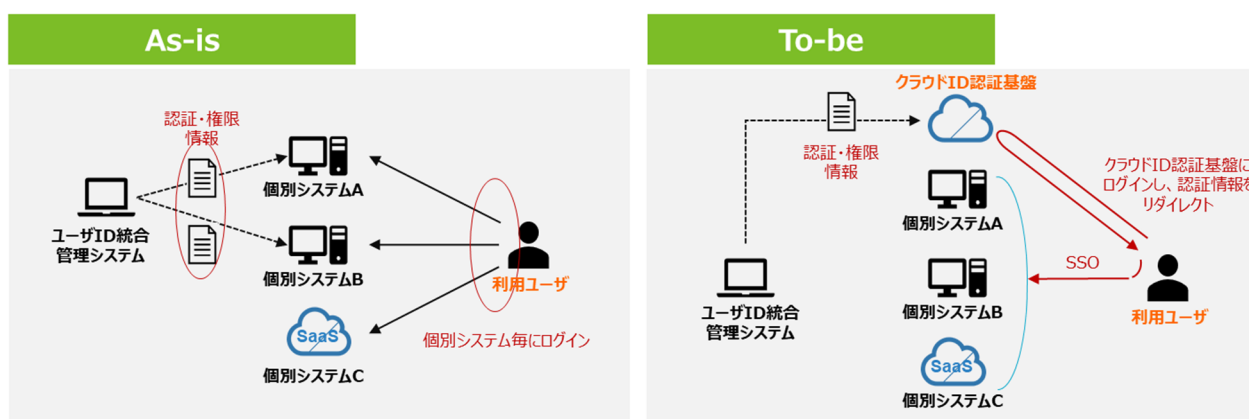 As-is
認証・権限
情報
個別システムA
ユーザID統合
管理システム
個別システムB
利用ユーザ
SaaS
個別システム毎にログイン
個別システムC
To-be
クラウドID認証基盤
認証・権限
情報
クラウドID認証基盤に
ログインし、認証情報を
リダイレクト
個別システムA
SSO
ユーザID統合
管理システム
個別システムB
利用ユーザ
SaaS
個別システムC